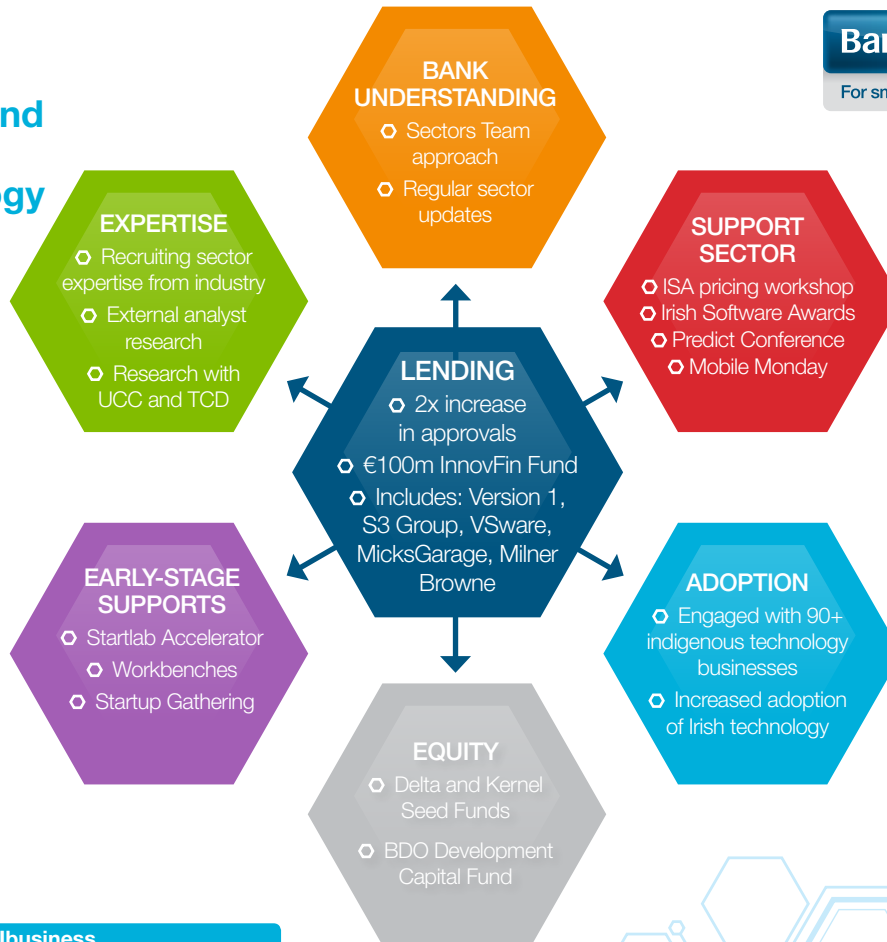 BANK
UNDERSTANDING
Sectors Team
approach
Regular sector
updates
For
EXPERTISE
Recruiting sector
expertise from industry
External analyst
research
Research with
UCC and TCD
SUPPORT
SECTOR
ISA pricing workshop
Irish Software Awards
Predict Conference
Mobile Monday
LENDING
2x increase
in approvals
€100m InnovFin Fund
Includes: Version 1,
S3 Group, VSware,
MicksGarage, Milner
Browne
EARLY-STAGE
SUPPORTS
Startlab Accelerator
Workbenches
Startup Gathering
ADOPTION
Engaged with 90+
indigenous technology
businesses
Increased adoption
of Irish technology
EQUITY
Delta and Kernel
Seed Funds
BDO Development
Capital Fund